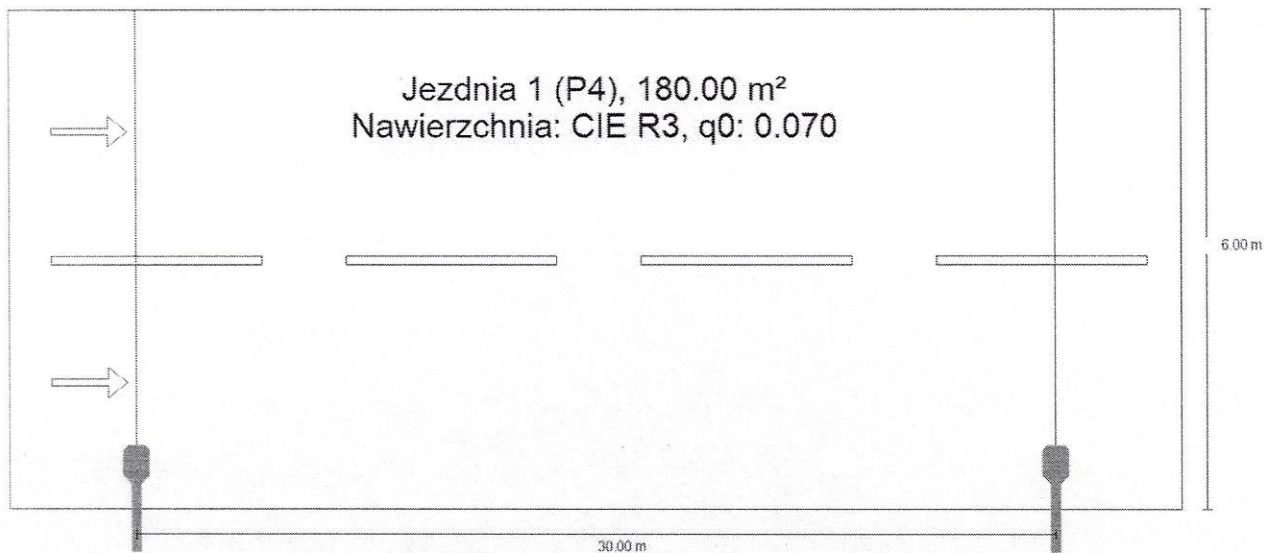 Jezdnia 1 (P4), 180.00 m²
Nawierzchnia: CIE R3, q0: 0.070
6.00 m
30.00 m